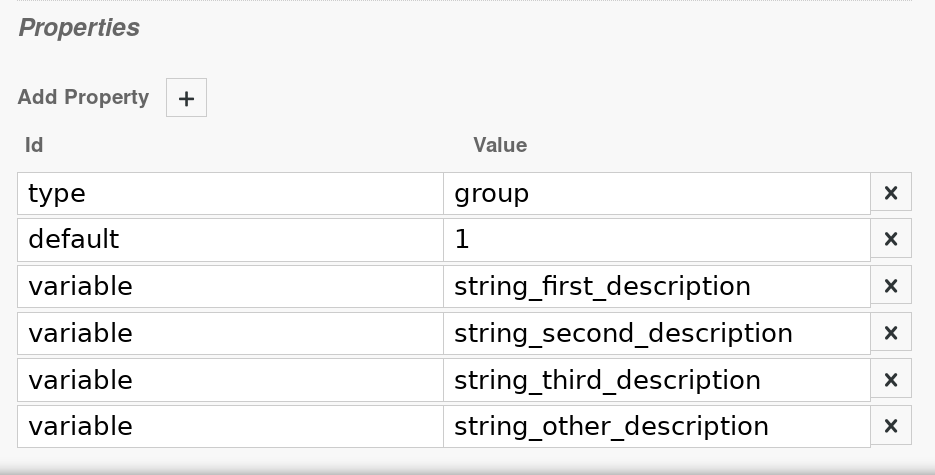 Properties
Add Property +
Id Value
type group ×
default 1 ×
variable string_first_description ×
variable string_second_description ×
variable string_third_description ×
variable string_other_description ×